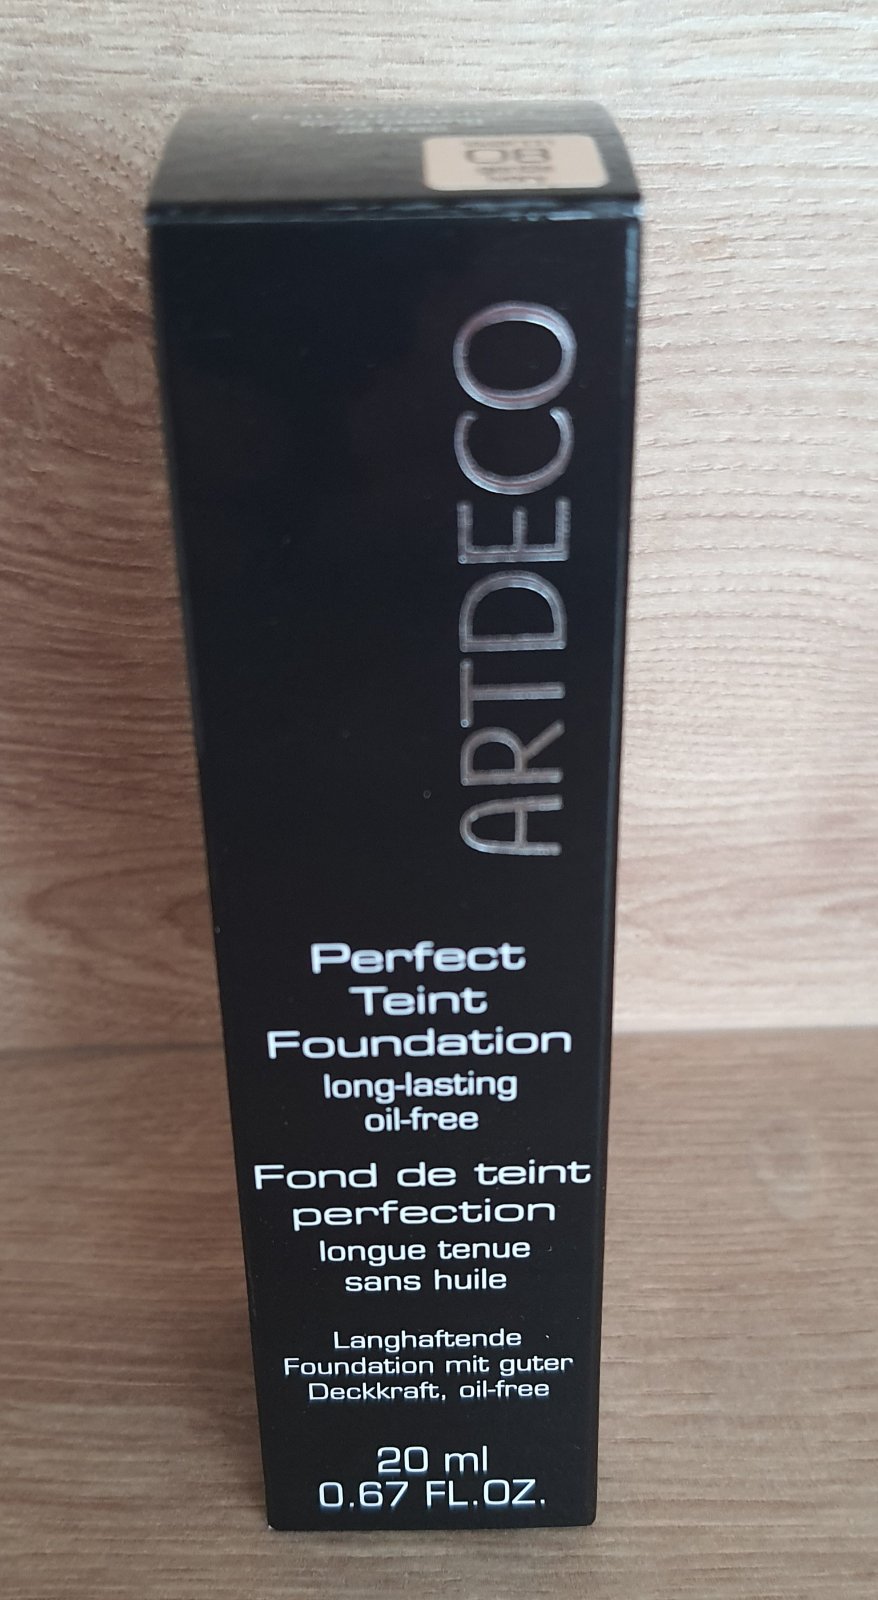 ARTDECO
Perfect
Teint
Foundation
long-lasting
oil-free
Fond de teint
perfection
longue tenue
sans huile
Langhaftende
Foundation mit guter
Deckkraft, oil-free
20 ml
0.67 FL.OZ.